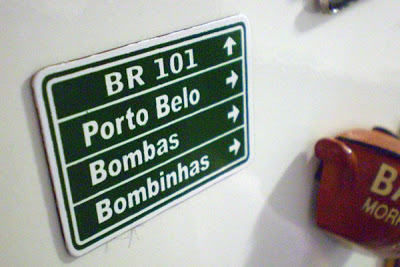 BR 101 ↑
Porto Belo →
Bombas →
Bombinhas →